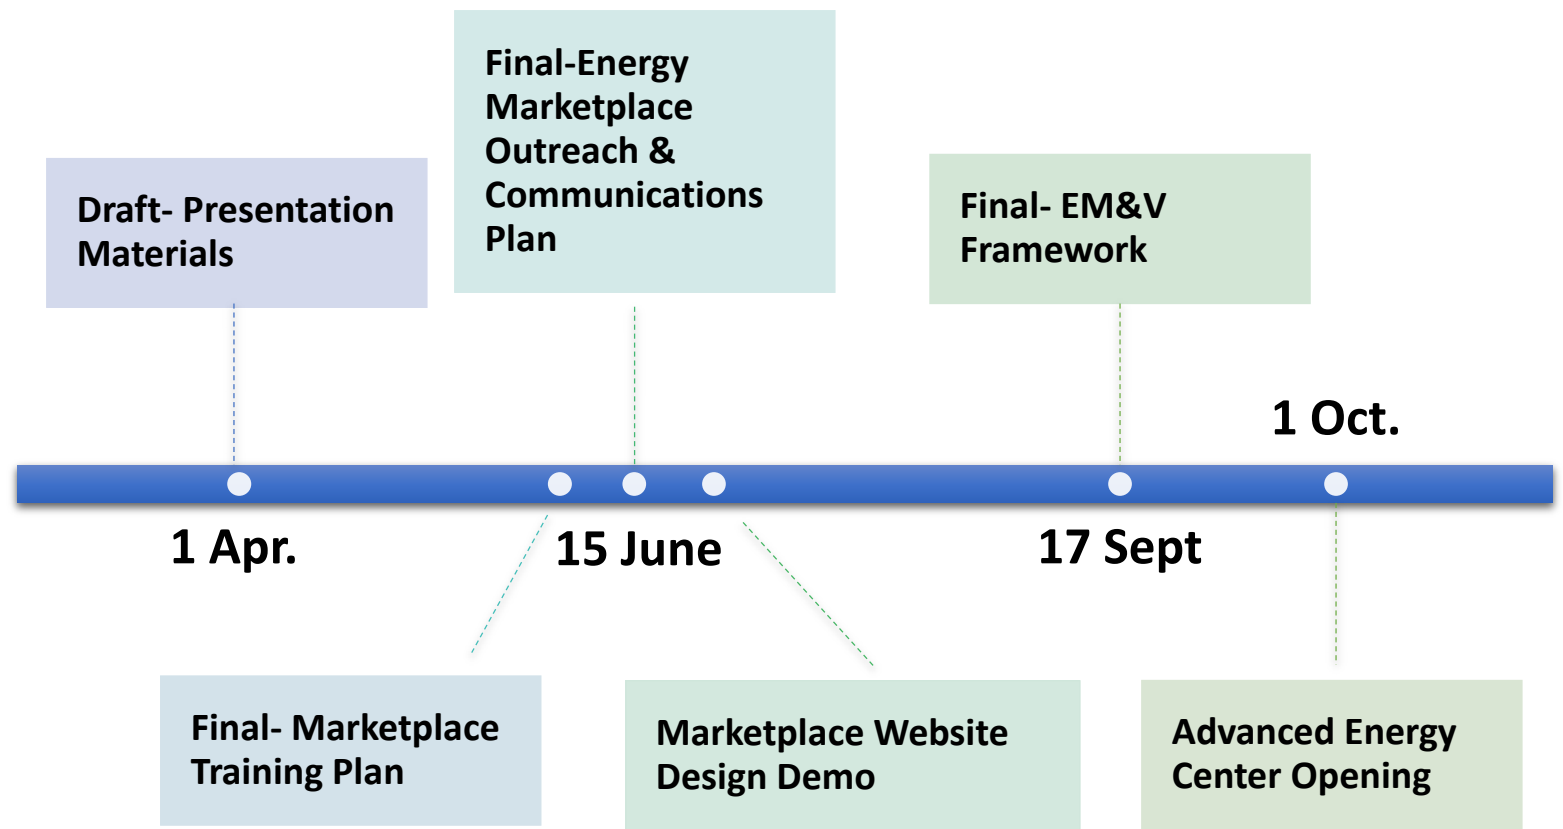 Final-Energy
Marketplace
Outreach &
Communications
Plan
Draft- Presentation
Materials
Final- EM&V
Framework
1 Oct.
1 Apr.
15 June
17 Sept
Final- Marketplace
Training Plan
Marketplace Website
Design Demo
Advanced Energy
Center Opening